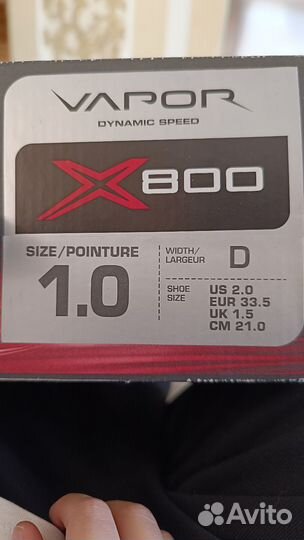 VAPOR
DYNAMIC SPEED
X800
SIZE/POINTURE
1.0
WIDTH/
LARGEUR
D
SHOE
SIZE
US 2.0
EUR 33.5
UK 1.5
CM 21.0
Avito